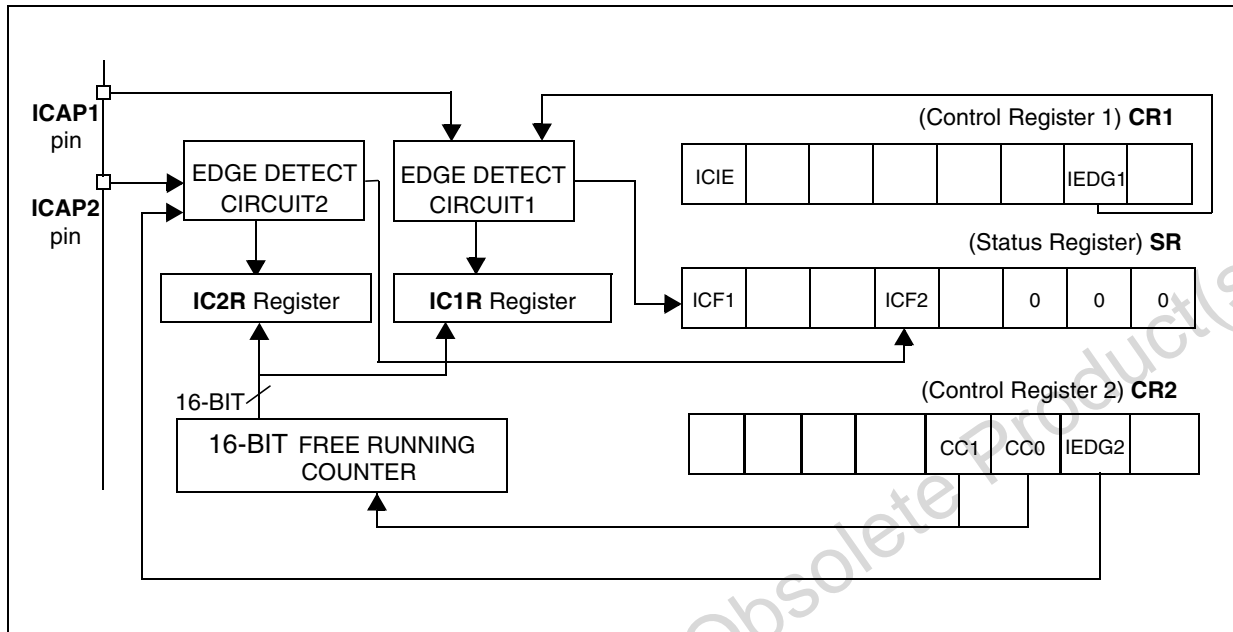 ICAP1
pin
ICAP2
pin
EDGE DETECT
CIRCUIT2
EDGE DETECT
CIRCUIT1
IC2R Register
IC1R Register
16-BIT
16-BIT FREE RUNNING
COUNTER
(Control Register 1) CR1
ICIE IEDG1
(Status Register) SR
ICF1 ICF2 0 0 0
(Control Register 2) CR2
CC1 CC0 IEDG2
Obsolete Product(s